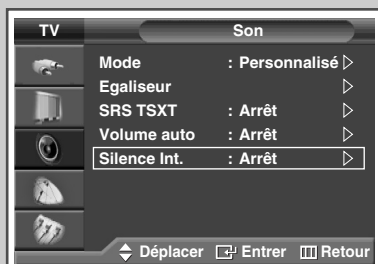 TV Son
Mode : Personnalisé
Egaliseur
SRS TSXT : Arrêt
Volume auto : Arrêt
Silence Int. : Arrêt
Déplacer Entrer Retour